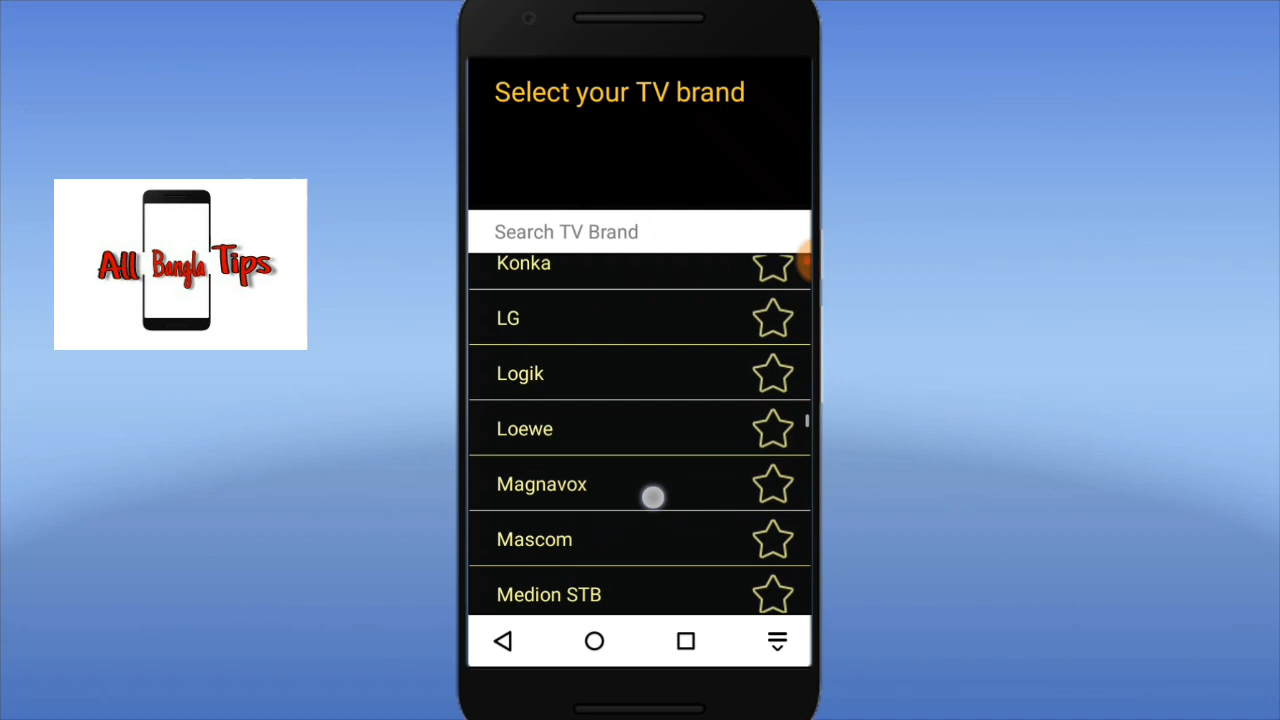 Select your TV brand
Search TV Brand
Konka
LG
Logik
Loewe
Magnavox
Mascom
Medion STB
All Bangla Tips